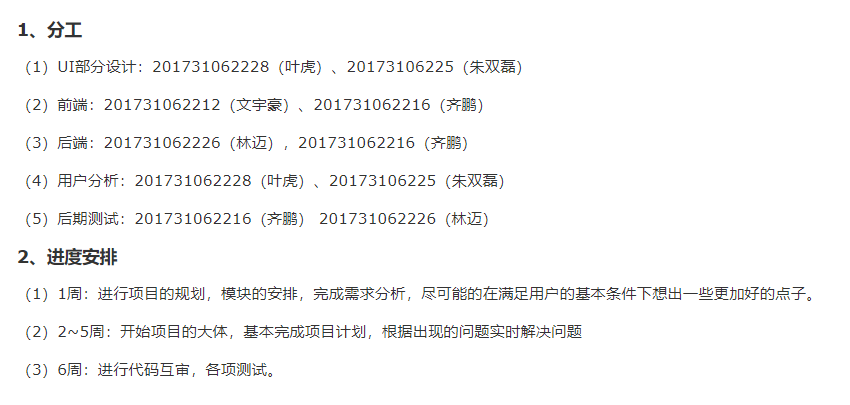 1、分工
（1）UI部分设计：201731062228（叶虎）、20173106225（朱双磊）
（2）前端：201731062212（文宇豪）、201731062216（齐鹏）
（3）后端：201731062226（林迈），201731062216（齐鹏）
（4）用户分析：201731062228（叶虎）、20173106225（朱双磊）
（5）后期测试：201731062216（齐鹏） 201731062226（林迈）
2、进度安排
（1）1周：进行项目的规划，模块的安排，完成需求分析，尽可能的在满足用户的基本条件下想出一些更加好的点子。
（2）2~5周：开始项目的大体，基本完成项目计划，根据出现的问题实时解决问题
（3）6周：进行代码互审，各项测试。